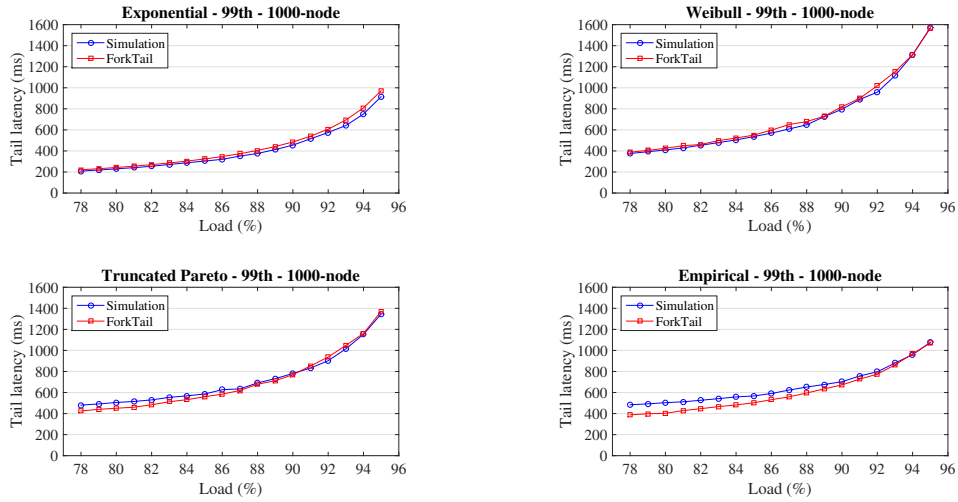 Exponential - 99th - 1000-node
1600
1400
1200
1000
800
600
400
200
0
Tail latency (ms)
Simulation
ForkTail
78 80 82 84 86 88 90 92 94 96
Load (%)
Weibull - 99th - 1000-node
1600
1400
1200
1000
800
600
400
200
0
Tail latency (ms)
Simulation
ForkTail
78 80 82 84 86 88 90 92 94 96
Load (%)
Truncated Pareto - 99th - 1000-node
1600
1400
1200
1000
800
600
400
200
0
Tail latency (ms)
Simulation
ForkTail
78 80 82 84 86 88 90 92 94 96
Load (%)
Empirical - 99th - 1000-node
1600
1400
1200
1000
800
600
400
200
0
Tail latency (ms)
Simulation
ForkTail
78 80 82 84 86 88 90 92 94 96
Load (%)